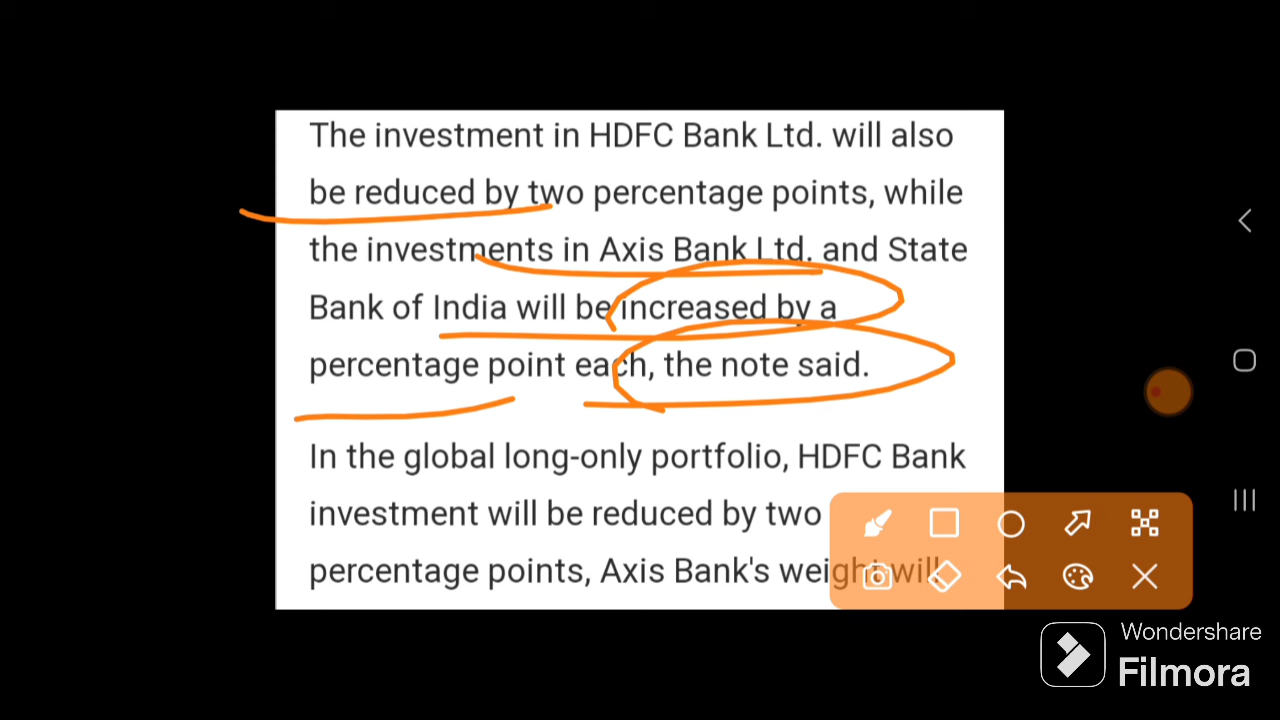 The investment in HDFC Bank Ltd. will also
be reduced by two percentage points, while
the investments in Axis Bank Ltd. and State
Bank of India will be increased by a
percentage point each, the note said.
In the global long-only portfolio, HDFC Bank
investment will be reduced by two
percentage points, Axis Bank's weight will
Wondershare
Filmora